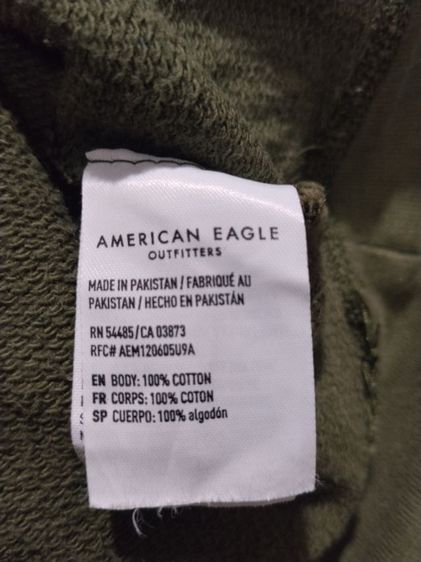 AMERICAN EAGLE
OUTFITTERS
MADE IN PAKISTAN / FABRIQUÉ AU
PAKISTAN / HECHO EN PAKISTÁN
RN 54485/CA 03873
RFC# AEM120605U9A
EN BODY: 100% COTTON
FR CORPS: 100% COTON
SP CUERPO: 100% algodón